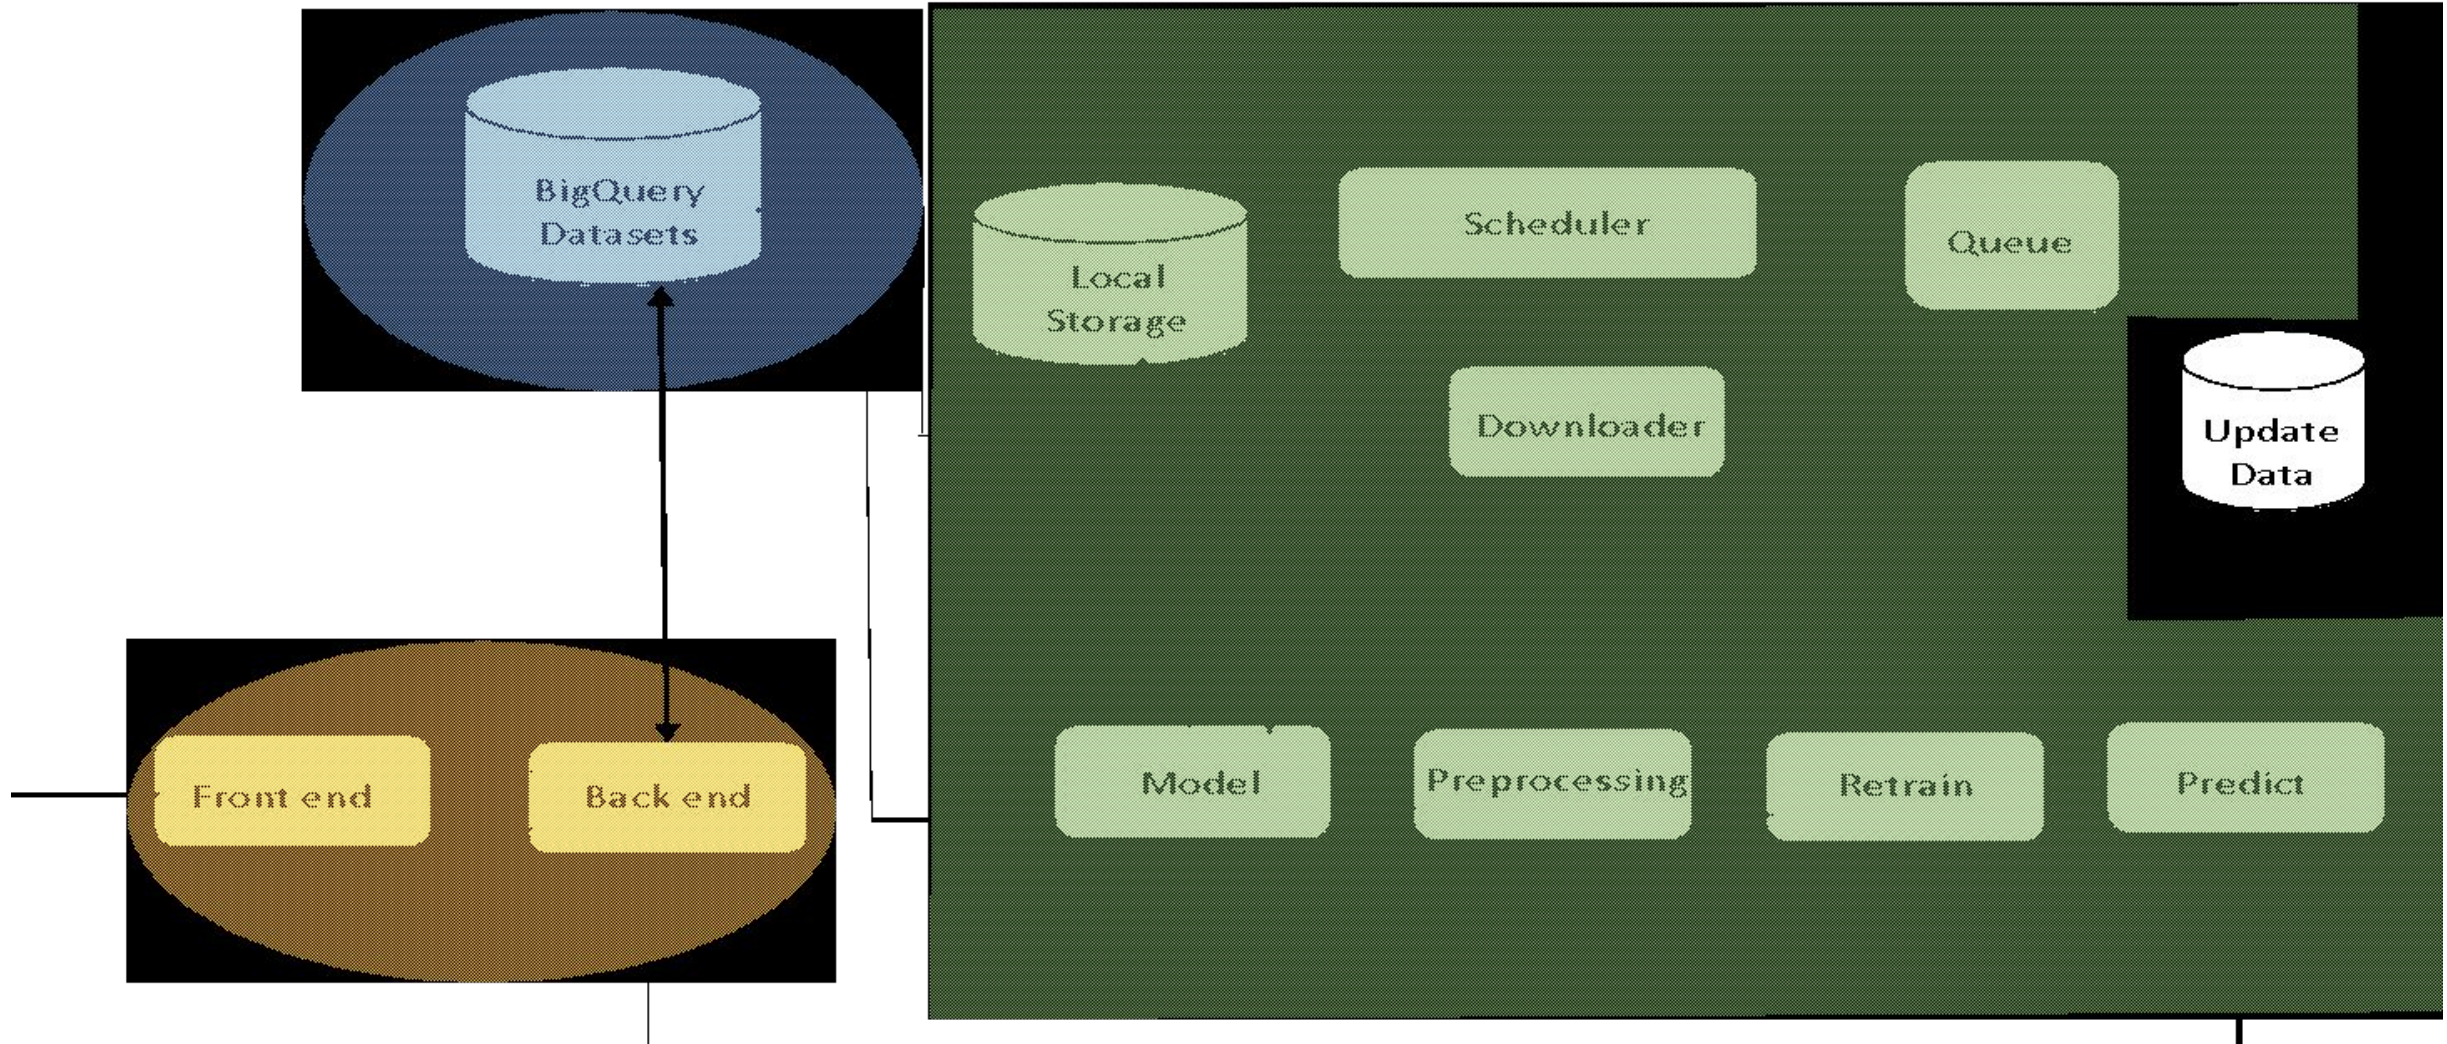 BigQuery
Datasets
Local
Storage
Scheduler
Queue
Downloader
Update
Data
Front end
Back end
Model
Preprocessing
Retrain
Predict